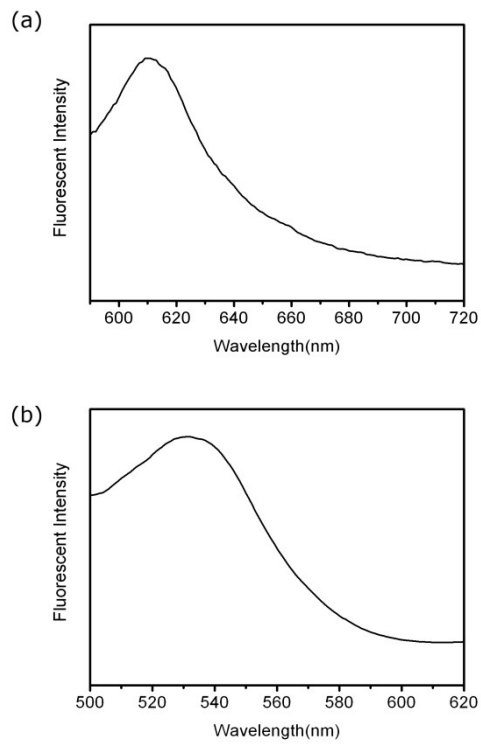 (a)
Fluorescent Intensity
600 620 640 660 680 700 720
Wavelength(nm)
(b)
Fluorescent Intensity
500 520 540 560 580 600 620
Wavelength(nm)